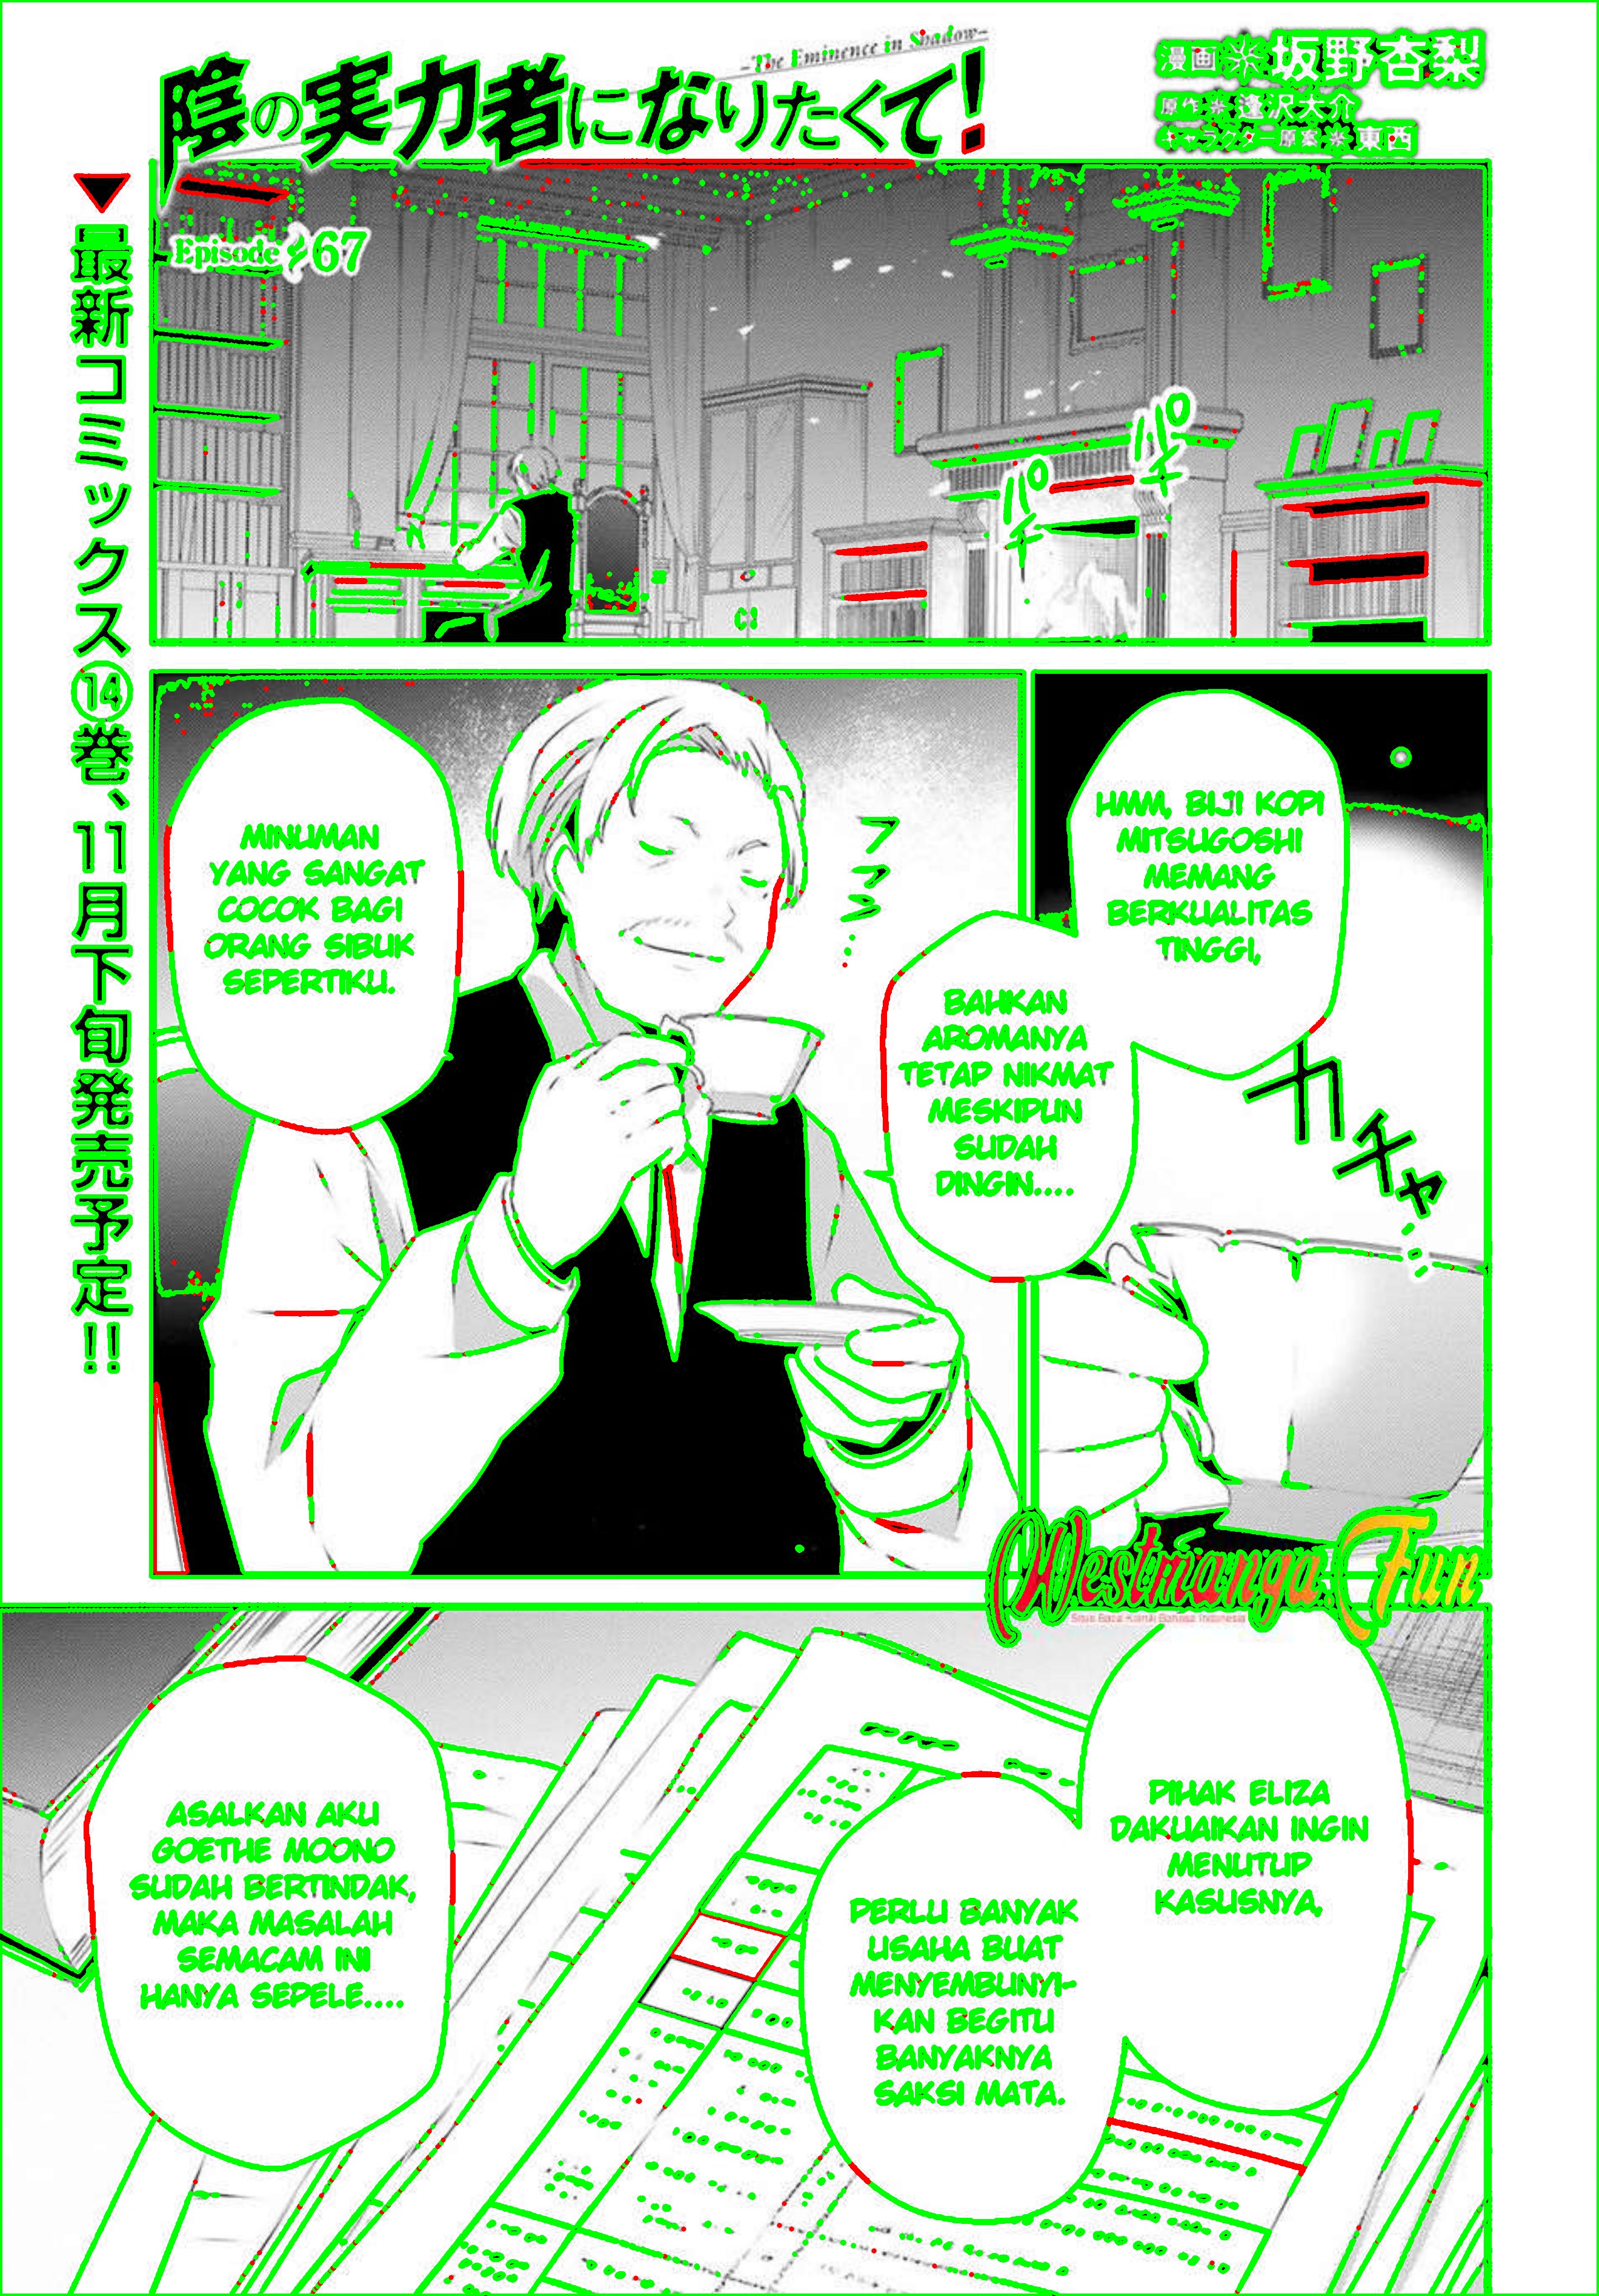 -The Eminence in Shadow-
陰の実力者になりたくて!
漫画※坂野杏梨
原作※逢沢大介
キャラクター原案※東西
▼最新コミックス⑭巻、11月下旬発売予定!!
Episode 67
パチ
パチ
HMM, BIJI KOPI
MITSUGOSHI
MEMANG
BERKUALITAS
TINGGI,
BAHKAN
AROMANYA
TETAP NIKMAT
MESKIPUN
SUDAH
DINGIN....
カチャ…
フゥ…
MINUMAN
YANG SANGAT
COCOK BAGI
ORANG SIBUK
SEPERTIKU.
Westmanga.Fun
Situs Baca Komik Bahasa Indonesia
PIHAK ELIZA
DAKUAIKAN INGIN
MENUTUP
KASUSNYA,
PERLU BANYAK
USAHA BUAT
MENYEMBUNYI-
KAN BEGITU
BANYAKNYA
SAKSI MATA.
ASALKAN AKU
GOETHE MOONO
SUDAH BERTINDAK,
MAKA MASALAH
SEMACAM INI
HANYA SEPELE....